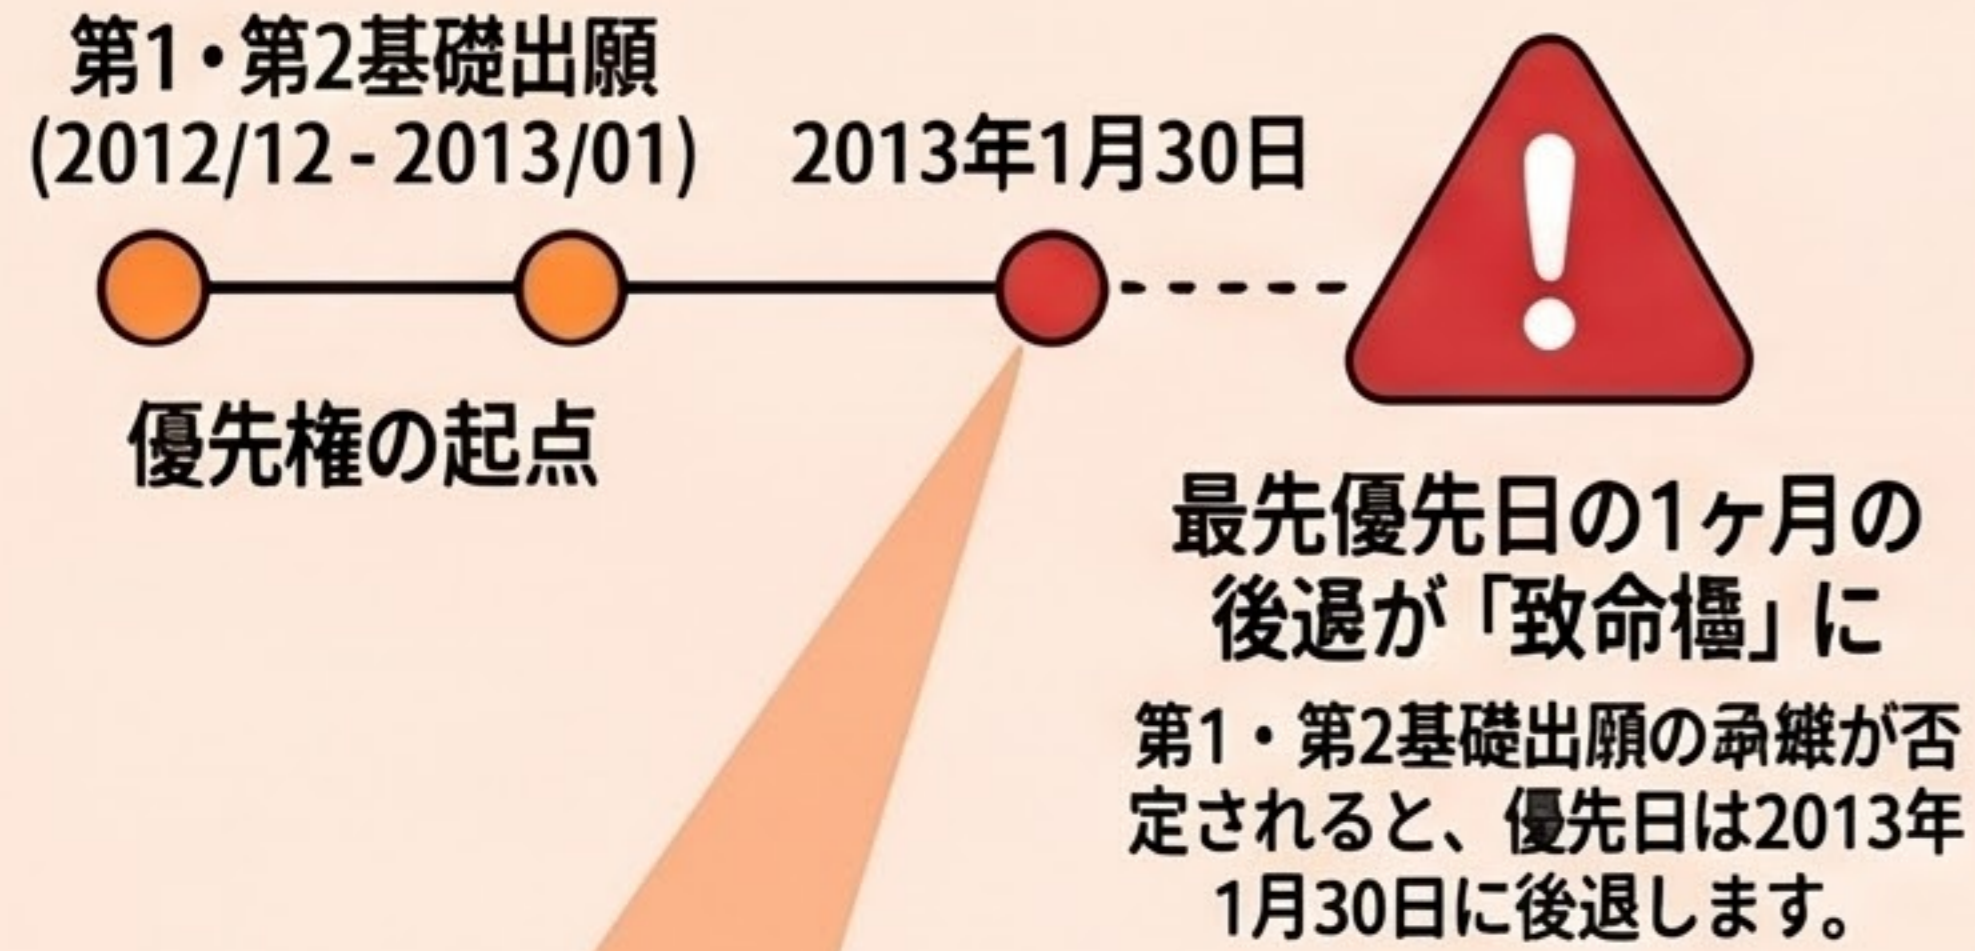 第1・第2基礎出願
(2012/12 - 2013/01)
2013年1月30日
優先権の起点
最先優先日の1ヶ月の
後退が「致命」に
第1・第2基礎出願のが否
定されると、優先日は2013年
1月30日に後退します。